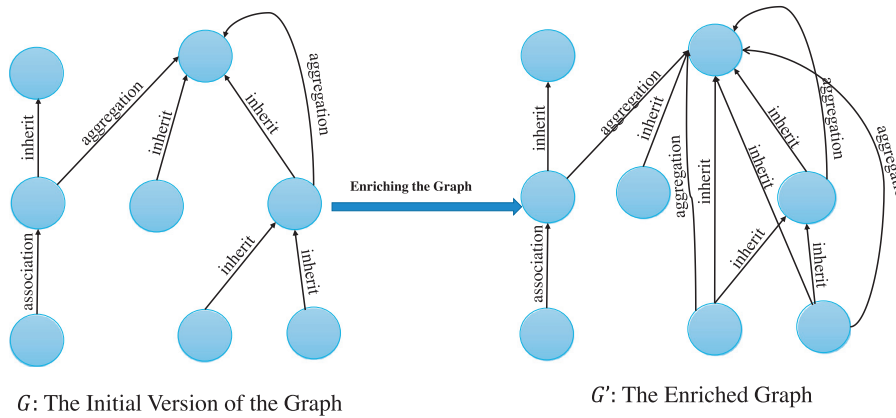 inherit
association
aggregation
inherit
inherit
aggregation
inherit
inherit
Enriching the Graph
inherit
association
aggregation
inherit
aggregation
inherit
inherit
inherit
aggregation
inherit
inherit
aggregation
G: The Initial Version of the Graph
G’: The Enriched Graph